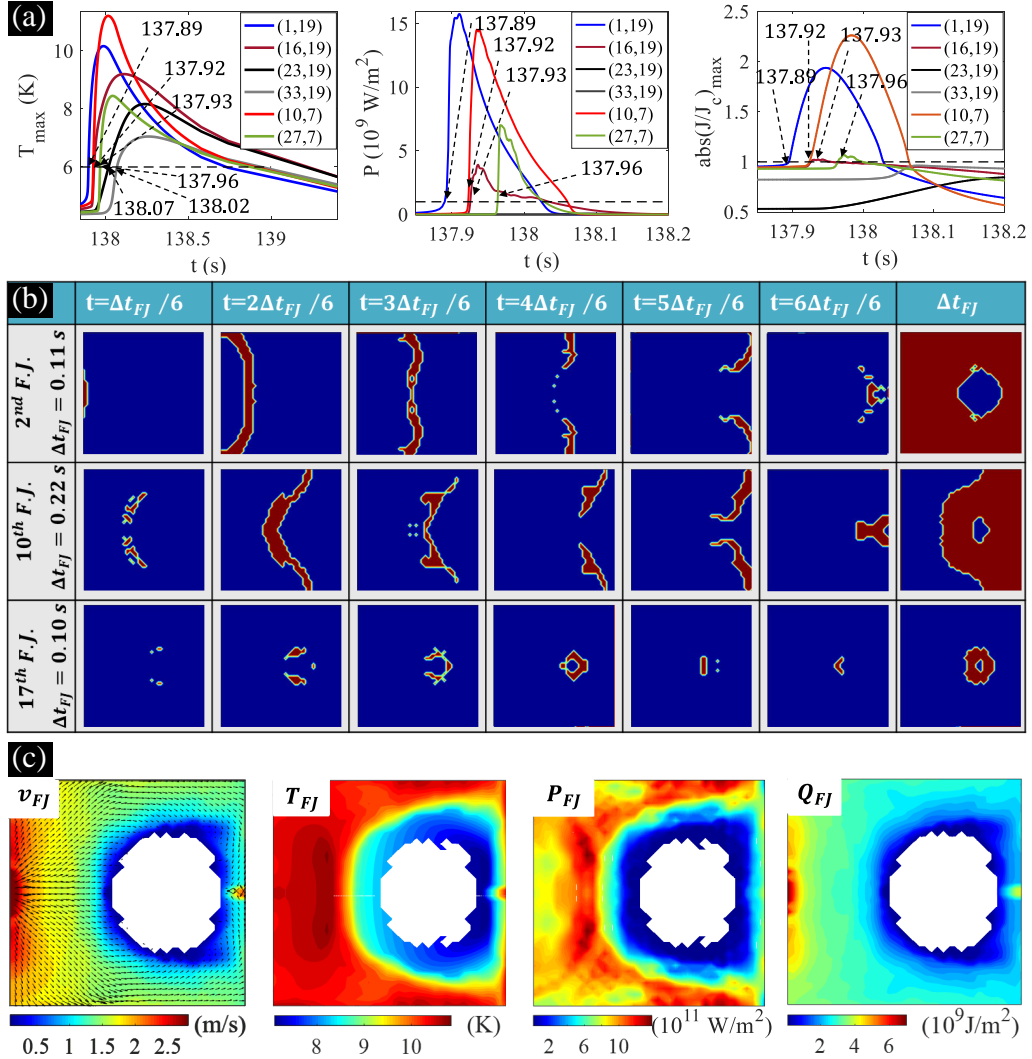 (a)
T_max (K)
10
8
6
138
138.5
139
t (s)
137.89
137.92
137.93
137.96
138.02
138.07
(1,19)
(16,19)
(23,19)
(33,19)
(10,7)
(27,7)
P (10^9 W/m^2)
15
10
5
0
137.9
138
138.1
138.2
t (s)
137.89
137.92
137.93
137.96
(1,19)
(16,19)
(23,19)
(33,19)
(10,7)
(27,7)
abs(J/J_c)_max
2.5
2
1.5
1
0.5
137.9
138
138.1
138.2
t (s)
137.92
137.93
137.89
137.96
(1,19)
(16,19)
(23,19)
(33,19)
(10,7)
(27,7)
(b)
t=Δt_FJ /6
t=2Δt_FJ /6
t=3Δt_FJ /6
t=4Δt_FJ /6
t=5Δt_FJ /6
t=6Δt_FJ /6
Δt_FJ
2^nd F.J.
Δt_FJ = 0.11 s
10^th F.J.
Δt_FJ = 0.22 s
17^th F.J.
Δt_FJ = 0.10 s
(c)
v_FJ
T_FJ
P_FJ
Q_FJ
(m/s)
0.5 1 1.5 2 2.5
(K)
8 9 10
(10^11 W/m^2)
2 6 10
(10^9J/m^2)
2 4 6